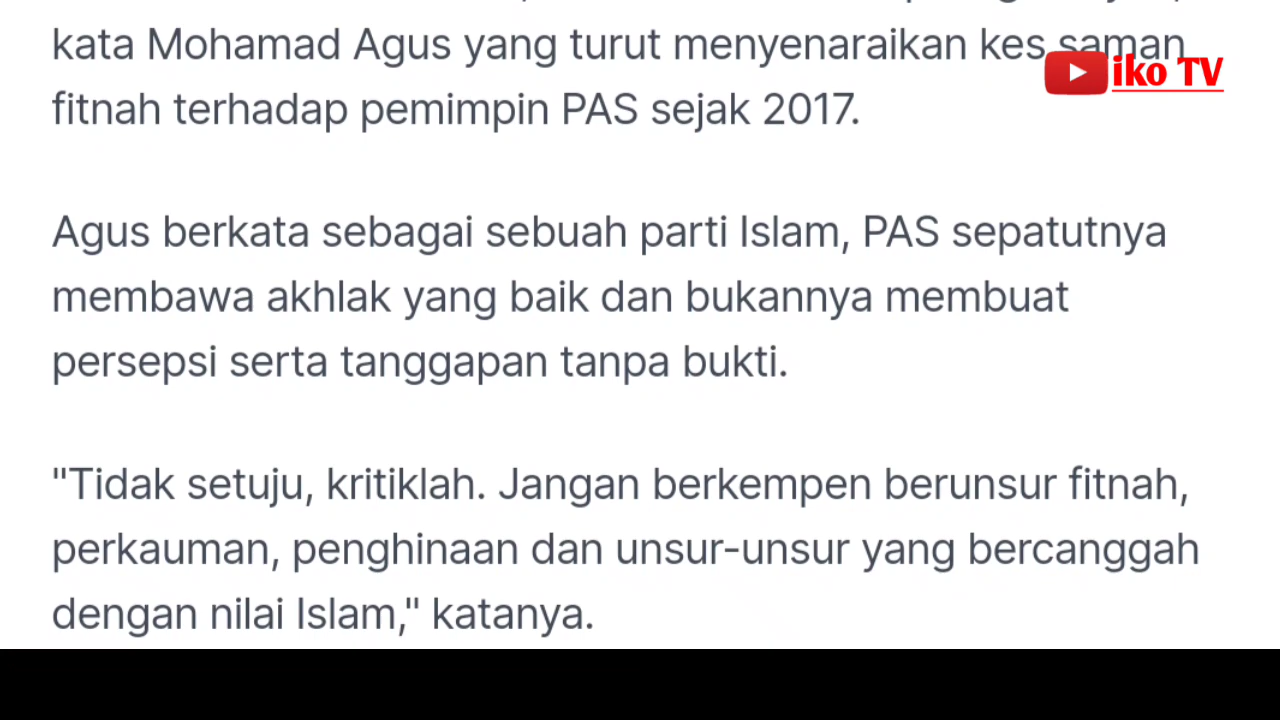 kata Mohamad Agus yang turut menyenaraikan kes saman
iko TV
fitnah terhadap pemimpin PAS sejak 2017.
Agus berkata sebagai sebuah parti Islam, PAS sepatutnya
membawa akhlak yang baik dan bukannya membuat
persepsi serta tanggapan tanpa bukti.
"Tidak setuju, kritiklah. Jangan berkempen berunsur fitnah,
perkauman, penghinaan dan unsur-unsur yang bercanggah
dengan nilai Islam," katanya.